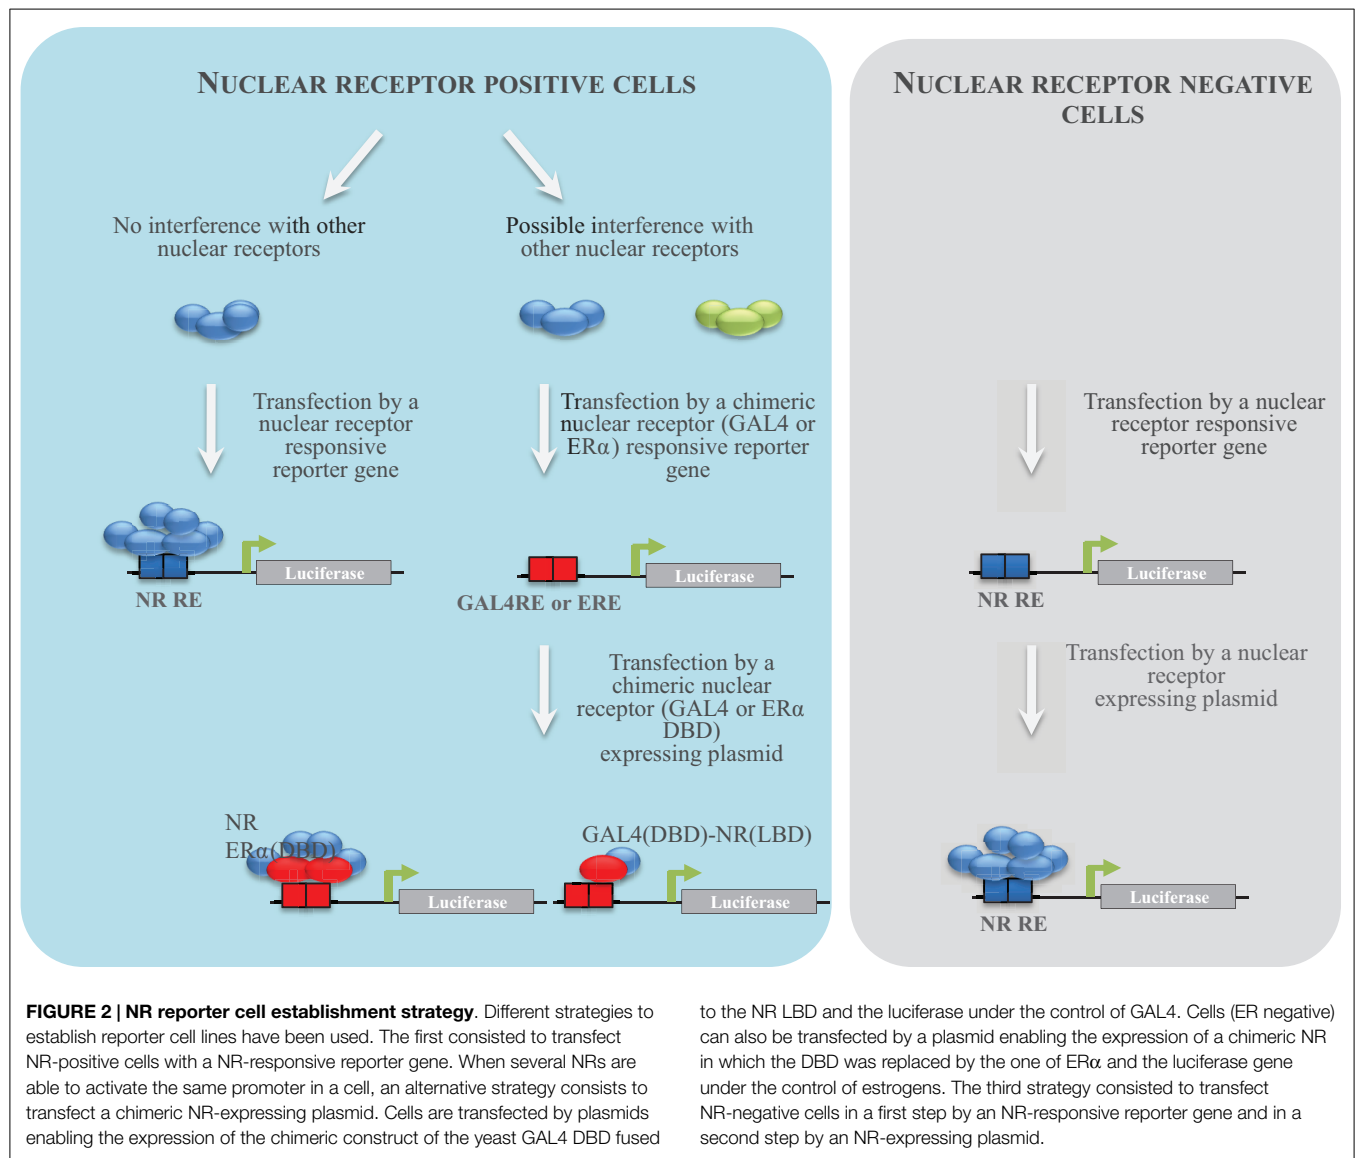 NUCLEAR RECEPTOR POSITIVE CELLS
No interference with other
nuclear receptors
Possible interference with
other nuclear receptors
Transfection by a
nuclear receptor
responsive
reporter gene
Transfection by a chimeric
nuclear receptor (GAL4 or
ERα) responsive reporter
gene
Luciferase
NR RE
Luciferase
GAL4RE or ERE
Transfection by a
chimeric nuclear
receptor (GAL4 or ERα
DBD)
expressing plasmid
NR
ERα(DBD)
GAL4(DBD)-NR(LBD)
Luciferase
Luciferase
NUCLEAR RECEPTOR NEGATIVE
CELLS
Transfection by a nuclear
receptor responsive
reporter gene
Luciferase
NR RE
Transfection by a nuclear
receptor
expressing plasmid
Luciferase
NR RE
FIGURE 2 | NR reporter cell establishment strategy. Different strategies to
establish reporter cell lines have been used. The first consisted to transfect
NR-positive cells with a NR-responsive reporter gene. When several NRs are
able to activate the same promoter in a cell, an alternative strategy consists to
transfect a chimeric NR-expressing plasmid. Cells are transfected by plasmids
enabling the expression of the chimeric construct of the yeast GAL4 DBD fused
to the NR LBD and the luciferase under the control of GAL4. Cells (ER negative)
can also be transfected by a plasmid enabling the expression of a chimeric NR
in which the DBD was replaced by the one of ERα and the luciferase gene
under the control of estrogens. The third strategy consisted to transfect
NR-negative cells in a first step by an NR-responsive reporter gene and in a
second step by an NR-expressing plasmid.